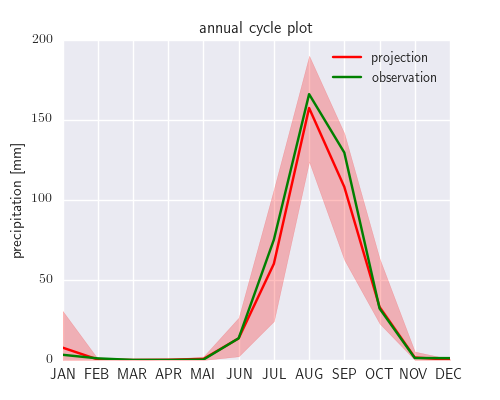 annual cycle plot
projection
observation
precipitation [mm]
200
150
100
50
0
JAN FEB MAR APR MAI JUN JUL AUG SEP OCT NOV DEC